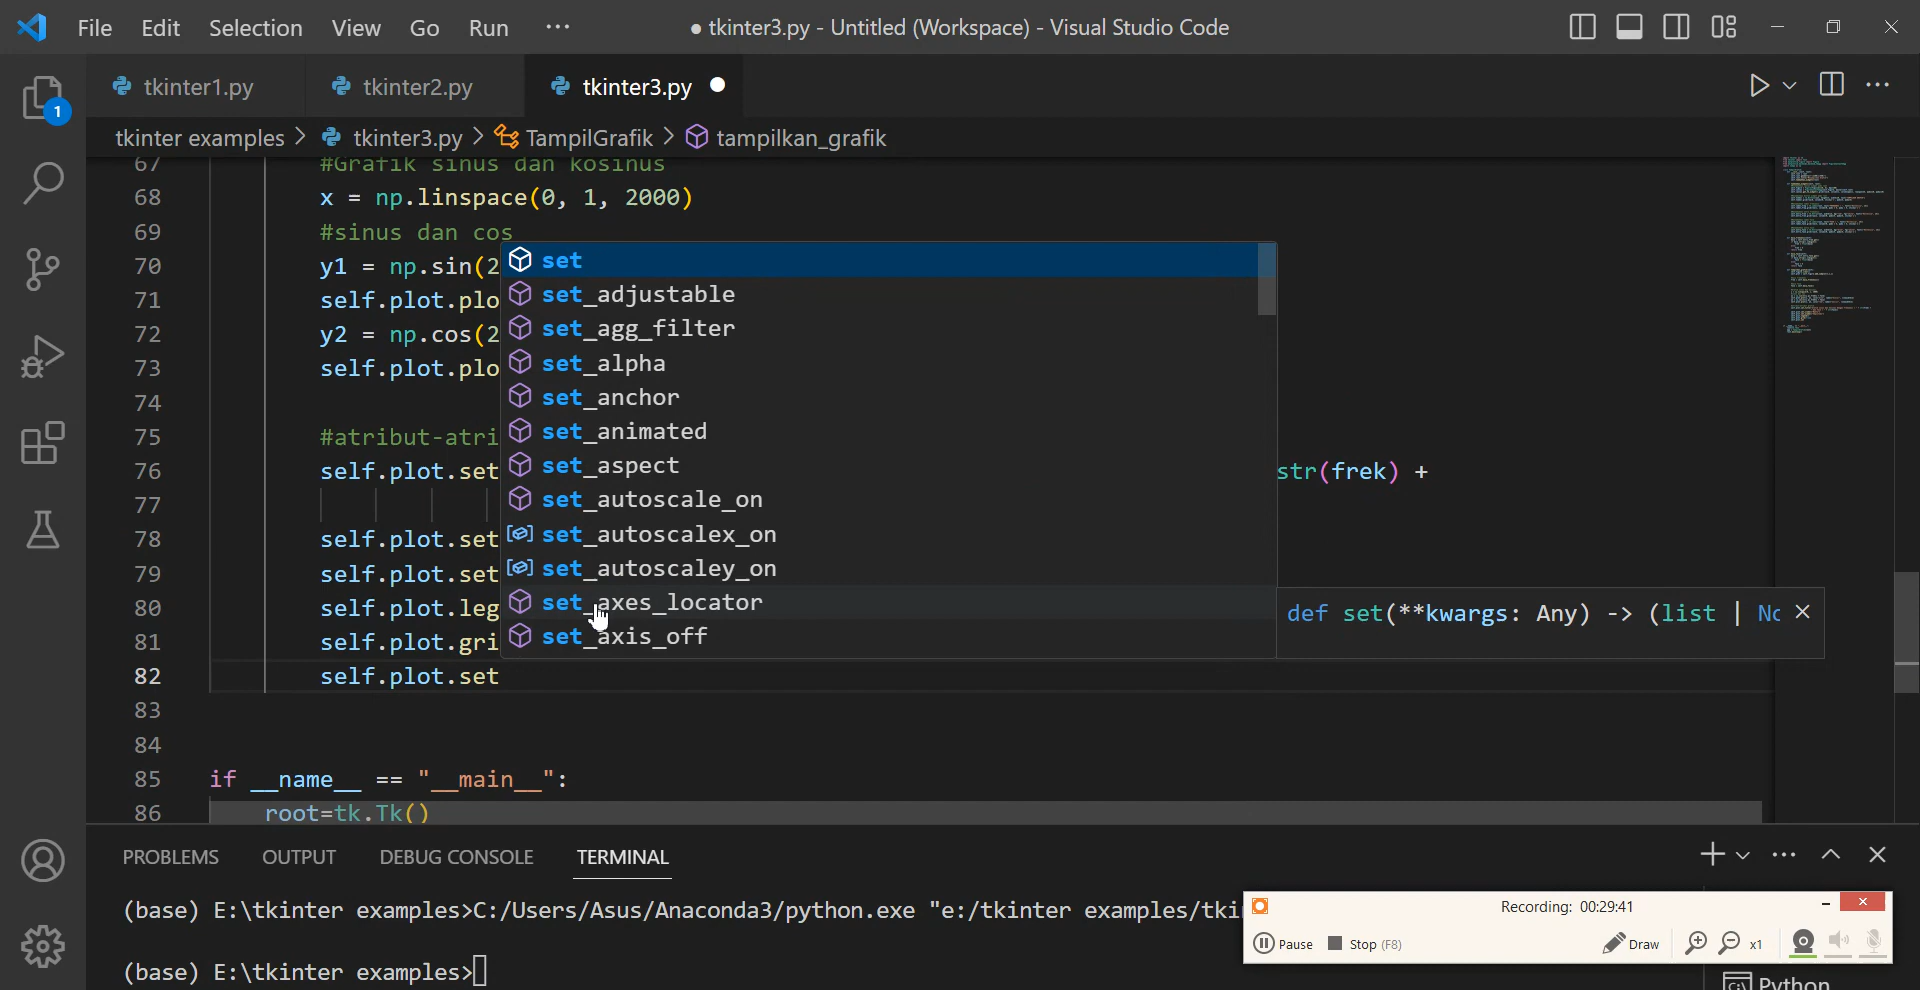 File Edit Selection View Go Run ··· ● tkinter3.py - Untitled (Workspace) - Visual Studio Code
tkinter1.py tkinter2.py tkinter3.py
1
tkinter examples > tkinter3.py > TampilGrafik > tampilkan_grafik
67 #Grafik sinus dan kosinus
68 x = np.linspace(0, 1, 2000)
69 #sinus dan cos
70 y1 = np.sin(2
71 self.plot.plo
72 y2 = np.cos(2
73 self.plot.plo
74
75 #atribut-atri
76 self.plot.set str(frek) +
77
78 self.plot.set
79 self.plot.set
80 self.plot.leg
81 self.plot.gri
82 self.plot.set
83
84
85 if __name__ == "__main__":
86 root=tk.Tk()
set
set_adjustable
set_agg_filter
set_alpha
set_anchor
set_animated
set_aspect
set_autoscale_on
set_autoscalex_on
set_autoscaley_on
set_axes_locator
set_axis_off
def set(**kwargs: Any) -> (list | No
PROBLEMS OUTPUT DEBUG CONSOLE TERMINAL
(base) E:\tkinter examples>C:/Users/Asus/Anaconda3/python.exe "e:/tkinter examples/tki
(base) E:\tkinter examples>
Recording: 00:29:41
Pause Stop (F8) Draw x1
Python